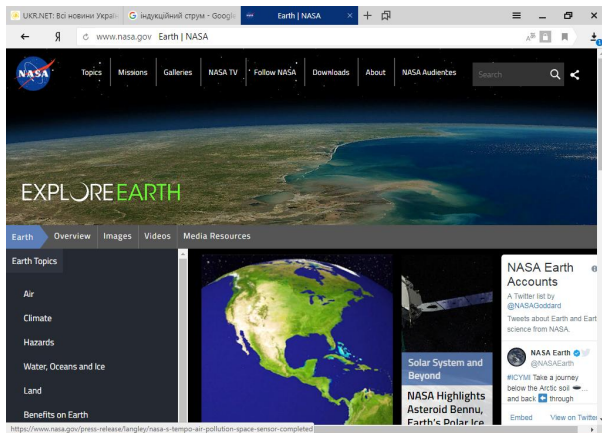 UKR.NET: Всі новини Украї
індукційний струм - Googl
Earth | NASA
Я
www.nasa.gov Earth | NASA
NASA
Topics
Missions
Galleries
NASA TV
Follow NASA
Downloads
About
NASA Audiences
Search
EXPLORE EARTH
Earth
Overview
Images
Videos
Media Resources
Earth Topics
Air
Climate
Hazards
Water, Oceans and Ice
Land
Benefits on Earth
Solar System and
Beyond
NASA Highlights
Asteroid Bennu,
Earth's Polar Ice
NASA Earth
Accounts
A Twitter list by
@NASAGoddard
Tweets about Earth and Eart
science from NASA.
NASA Earth
@NASAEarth
#ICYMI Take a journey
below the Arctic soil
and back through
Embed
View on Twitter
https://www.nasa.gov/press-release/langley/nasa-s-tempo-air-pollution-space-sensor-completed